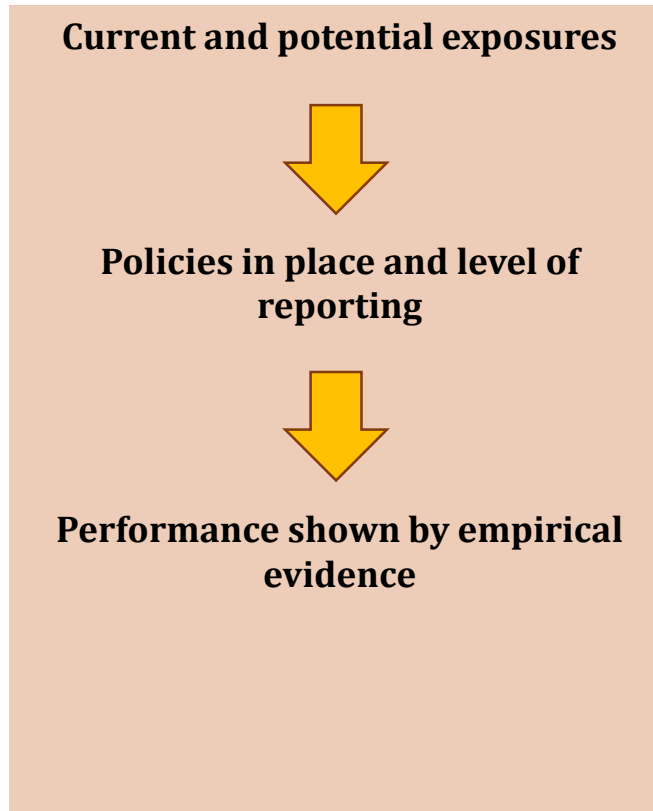 Current and potential exposures
Policies in place and level of
reporting
Performance shown by empirical
evidence